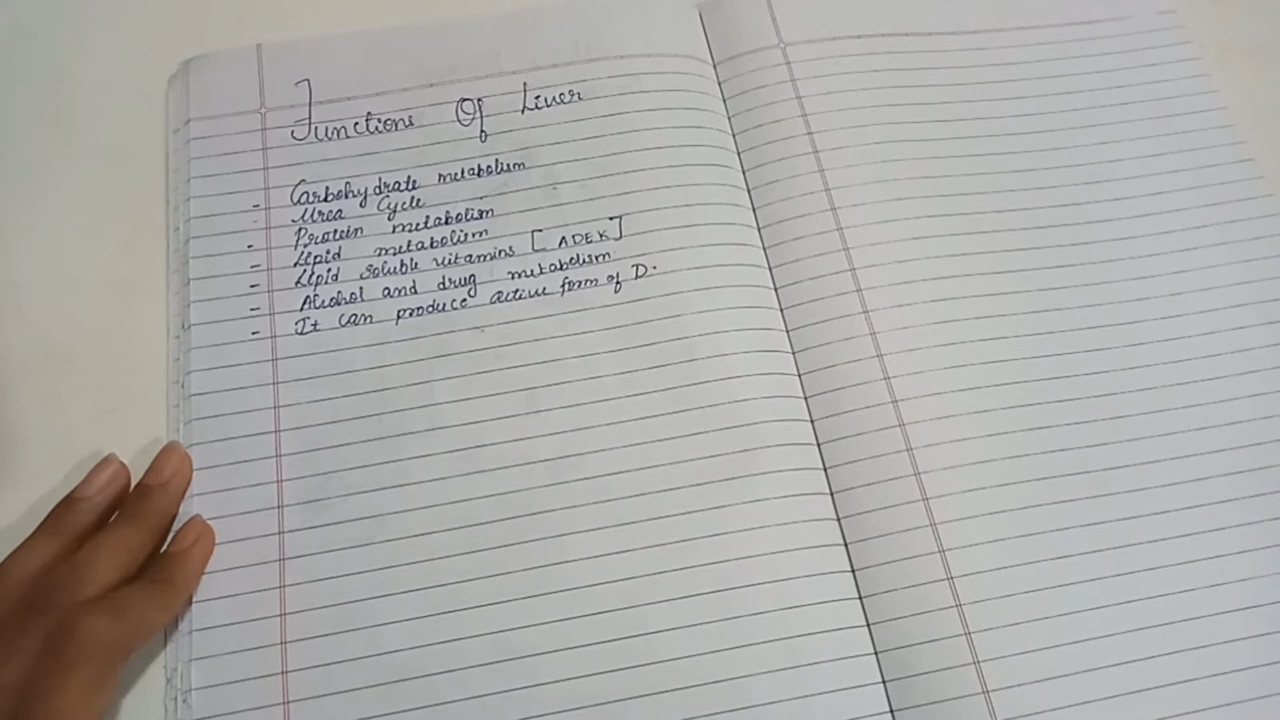 Functions Of Liver
- Carbohydrate metabolism
- Urea Cycle
- Protein metabolism
- Lipid metabolism
- Lipid soluble vitamins [ADEK]
- Alcohol and drug metabolism
- It can produce active form of D.